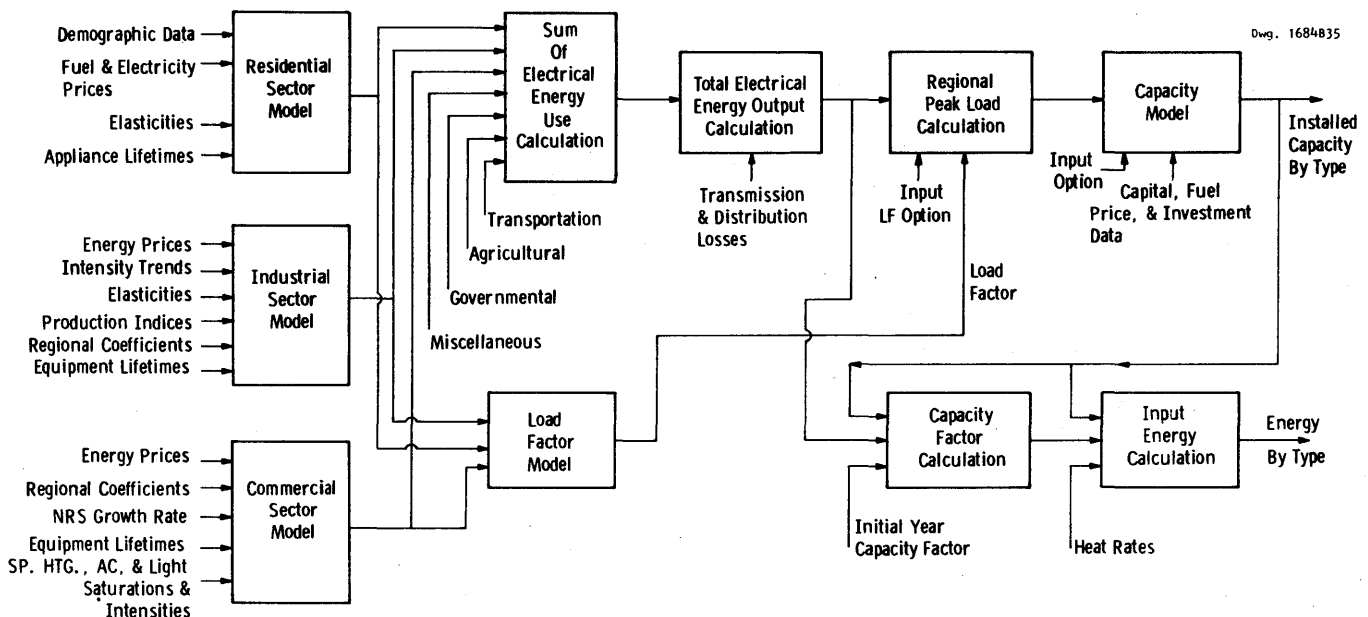 Dwg. 1684B35
Demographic Data
Fuel & Electricity
Prices
Elasticities
Appliance Lifetimes
Residential
Sector
Model
Sum
Of
Electrical
Energy
Use
Calculation
Total Electrical
Energy Output
Calculation
Regional
Peak Load
Calculation
Capacity
Model
Installed
Capacity
By Type
Transmission
& Distribution
Losses
Input
LF Option
Input
Option
Capital, Fuel
Price, & Investment
Data
Transportation
Agricultural
Governmental
Miscellaneous
Load
Factor
Energy Prices
Intensity Trends
Elasticities
Production Indices
Regional Coefficients
Equipment Lifetimes
Industrial
Sector
Model
Load
Factor
Model
Capacity
Factor
Calculation
Input
Energy
Calculation
Energy
By Type
Initial Year
Capacity Factor
Heat Rates
Energy Prices
Regional Coefficients
NRS Growth Rate
Equipment Lifetimes
SP. HTG., AC, & Light
Saturations &
Intensities
Commercial
Sector
Model